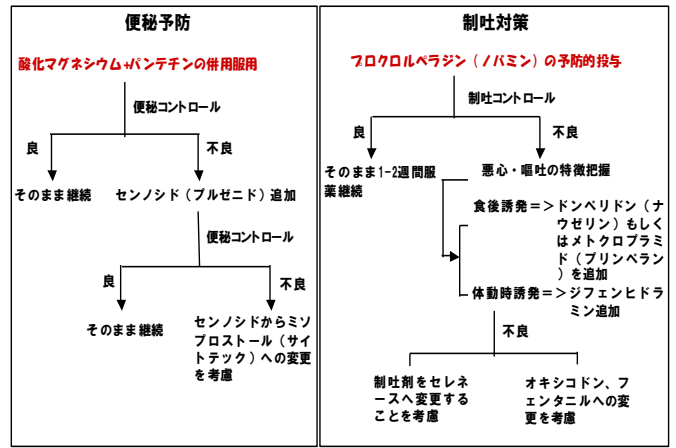 便秘予防
酸化マグネシウム+パンテチンの併用服用
便秘コントロール
良
不良
そのまま継続
センノシド（プルゼニド）追加
便秘コントロール
良
不良
そのまま継続
センノシドからミソ
プロストール（サイ
トテック）への変更
を考慮
制吐対策
プロクロルペラジン（ノバミン）の予防的投与
制吐コントロール
良
不良
そのまま1-2週間服
薬継続
悪心・嘔吐の特徴把握
食後誘発＝＞ドンペリドン（ナ
ウゼリン）もしく
はメトクロプラミ
ド（プリンペラン
）を追加
体動時誘発＝＞ジフェンヒドラ
ミン追加
不良
制吐剤をセレネ
ースへ変更する
ことを考慮
オキシコドン、フ
ェンタニルへの変
更を考慮